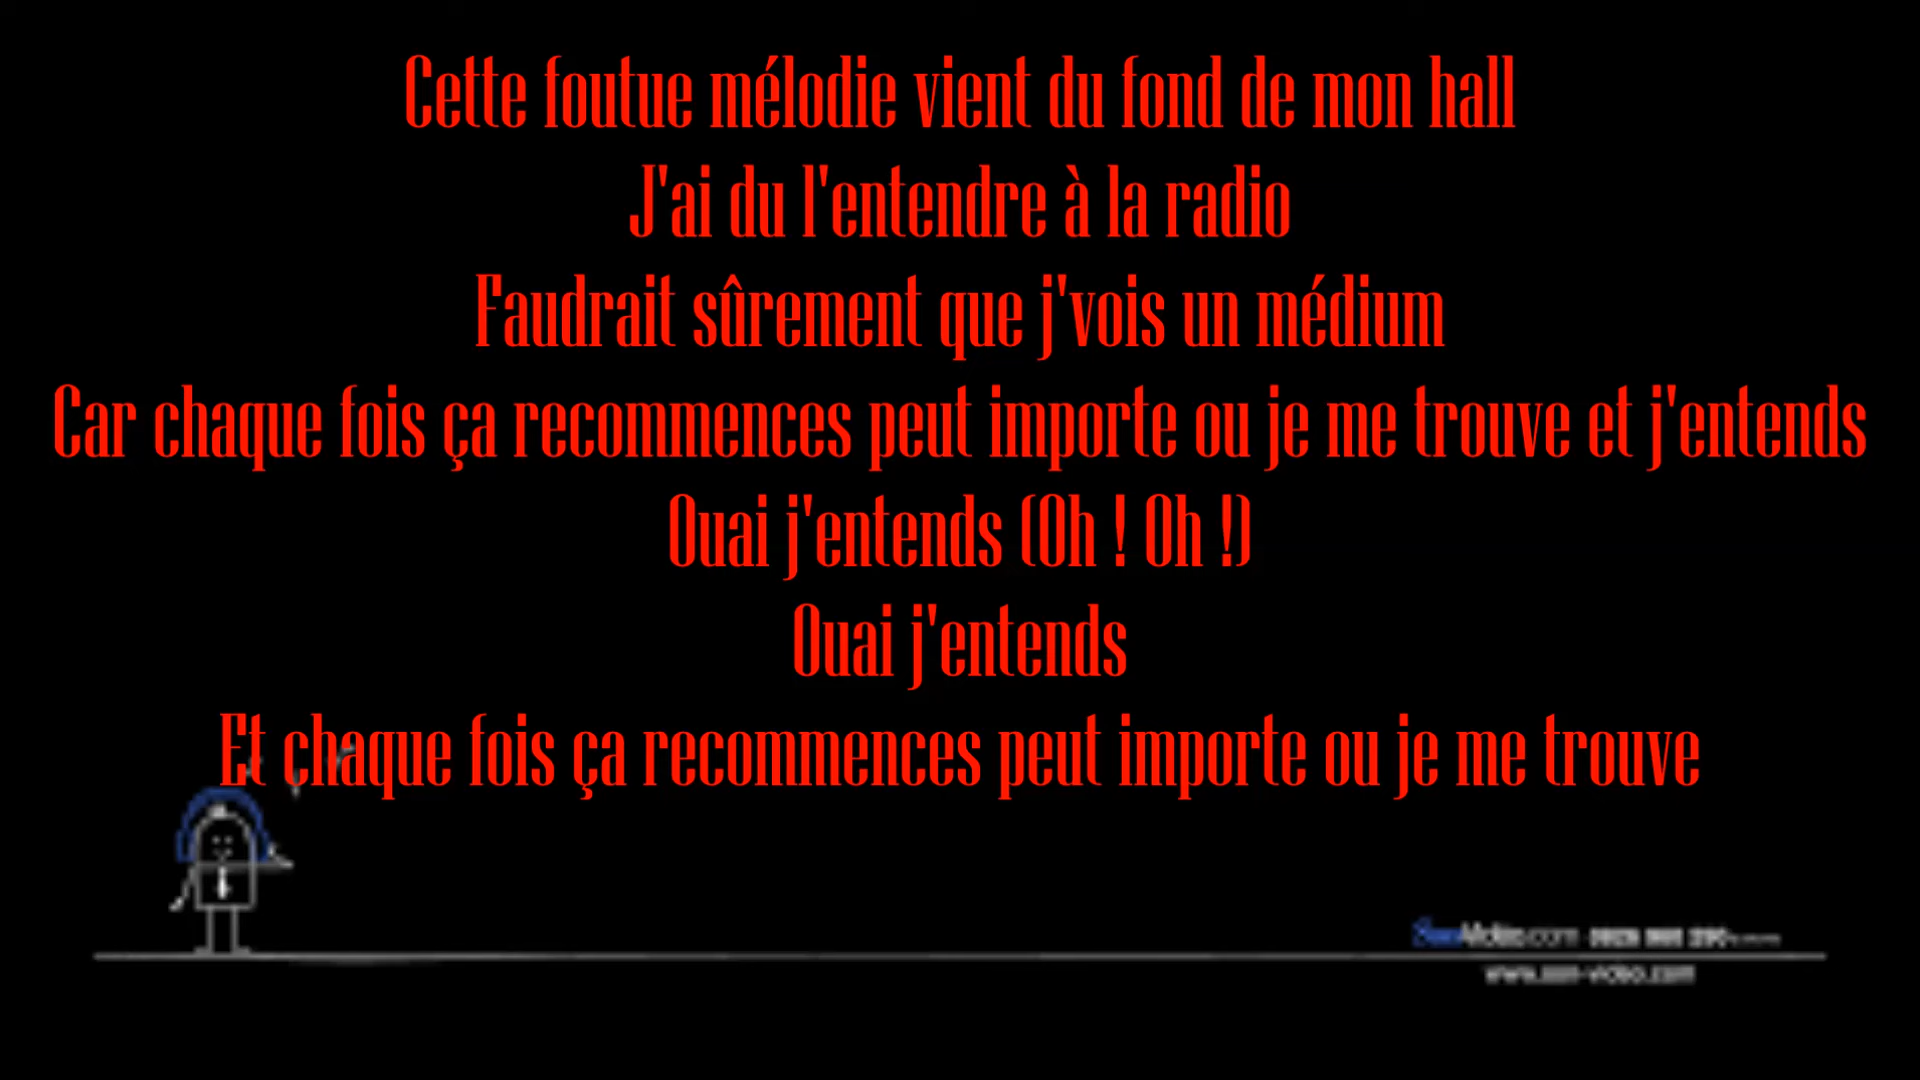 Cette foutue mélodie vient du fond de mon hall
J'ai du l'entendre à la radio
Faudrait sûrement que j'vois un médium
Car chaque fois ça recommences peut importe ou je me trouve et j'entends
Ouai j'entends (Oh ! Oh !)
Ouai j'entends
Et chaque fois ça recommences peut importe ou je me trouve
www.son-video.com